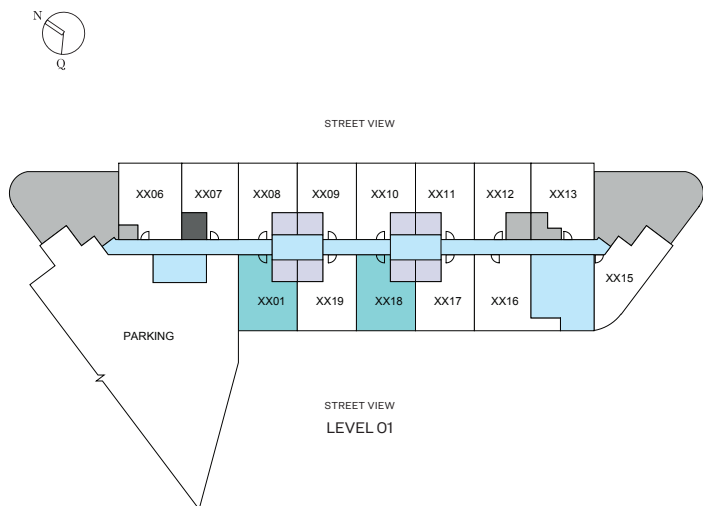 N
Q
STREET VIEW
XX06 XX07 XX08 XX09 XX10 XX11 XX12 XX13
XX01 XX19 XX18 XX17 XX16 XX15
PARKING
STREET VIEW
LEVEL 01